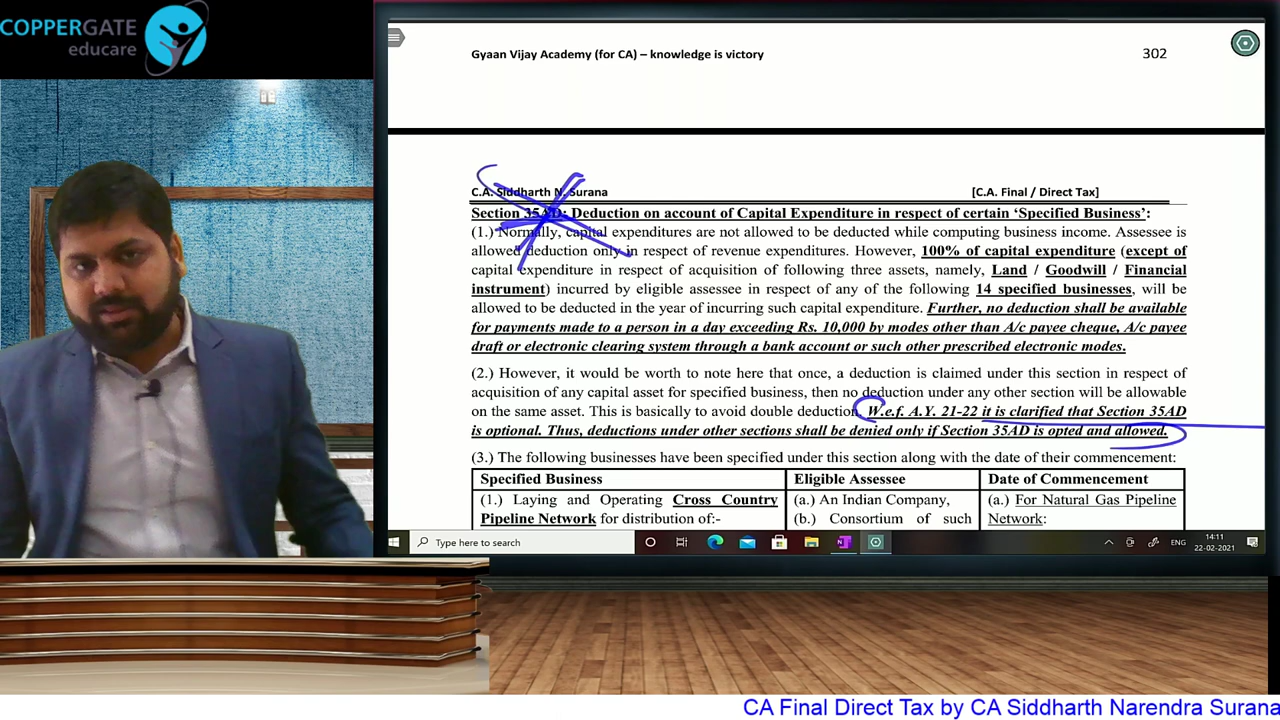 COPPERGATE
educare
Gyaan Vijay Academy (for CA) – knowledge is victory
302
C.A. Siddharth N. Surana
[C.A. Final / Direct Tax]
Section 35AD: Deduction on account of Capital Expenditure in respect of certain ‘Specified Business’:
(1.) Normally, capital expenditures are not allowed to be deducted while computing business income. Assessee is
allowed deduction only in respect of revenue expenditures. However, 100% of capital expenditure (except of
capital expenditure in respect of acquisition of following three assets, namely, Land / Goodwill / Financial
instrument) incurred by eligible assessee in respect of any of the following 14 specified businesses, will be
allowed to be deducted in the year of incurring such capital expenditure. Further, no deduction shall be available
for payments made to a person in a day exceeding Rs. 10,000 by modes other than A/c payee cheque, A/c payee
draft or electronic clearing system through a bank account or such other prescribed electronic modes.
(2.) However, it would be worth to note here that once, a deduction is claimed under this section in respect of
acquisition of any capital asset for specified business, then no deduction under any other section will be allowable
on the same asset. This is basically to avoid double deduction. W.e.f. A.Y. 21-22 it is clarified that Section 35AD
is optional. Thus, deductions under other sections shall be denied only if Section 35AD is opted and allowed.
(3.) The following businesses have been specified under this section along with the date of their commencement:
Specified Business
Eligible Assessee
Date of Commencement
(1.) Laying and Operating Cross Country
Pipeline Network for distribution of:-
(a.) An Indian Company,
(b.) Consortium of such
(a.) For Natural Gas Pipeline
Network:
Type here to search
ENG
14:11
22-02-2021
CA Final Direct Tax by CA Siddharth Narendra Surana